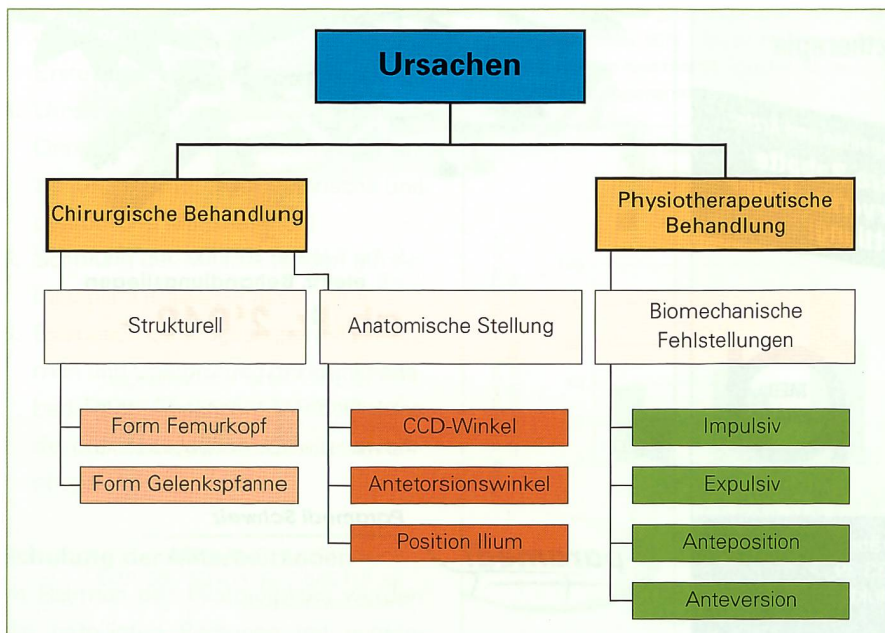 Ursachen
Chirurgische Behandlung
Physiotherapeutische
Behandlung
Strukturell
Anatomische Stellung
Biomechanische
Fehlstellungen
Form Femurkopf
Form Gelenkspfanne
CCD-Winkel
Antetorsionswinkel
Position Ilium
Impulsiv
Expulsiv
Anteposition
Anteversion